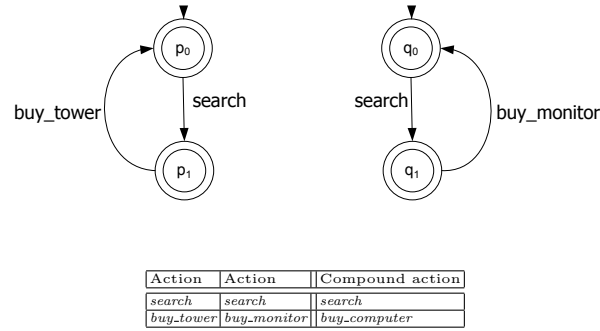 p0 q0
search search
buy_tower buy_monitor
p1 q1
Action Action Compound action
search search search
buy_tower buy_monitor buy_computer